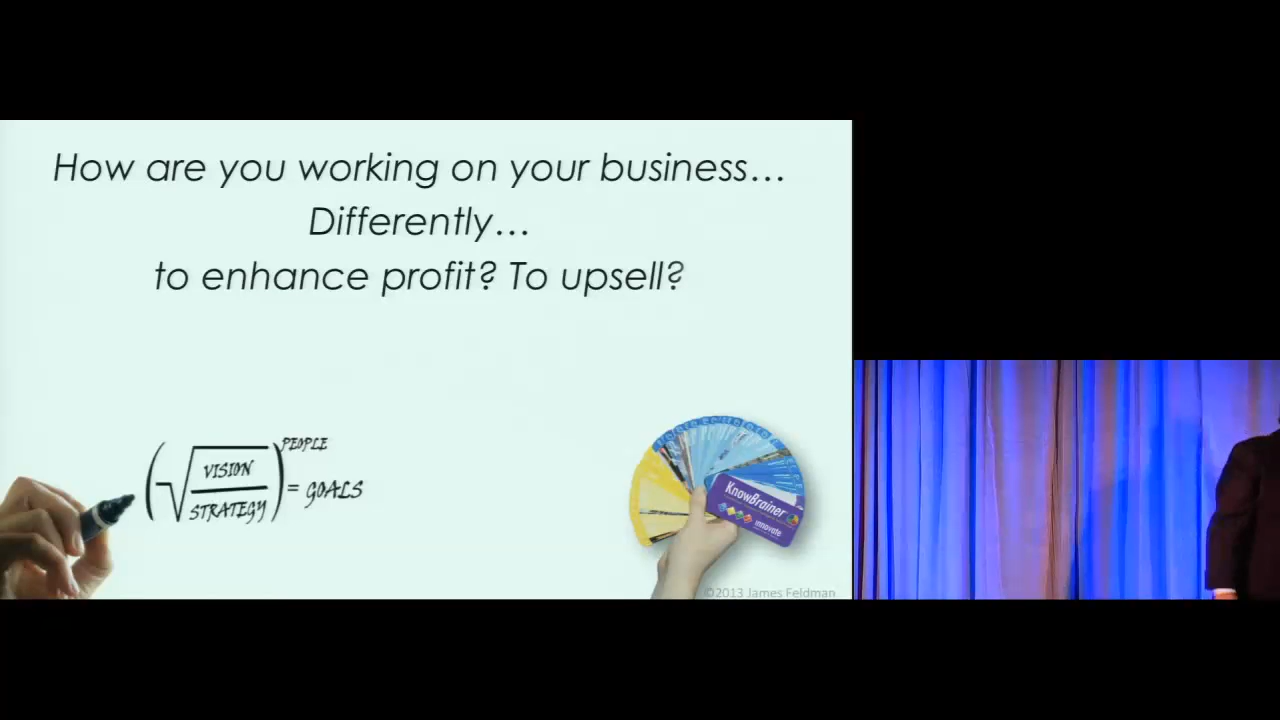 How are you working on your business...
Differently...
to enhance profit? To upsell?
PEOPLE
VISION
STRATEGY
= GOALS
KnowBrainer
innovate
©2013 James Feldman